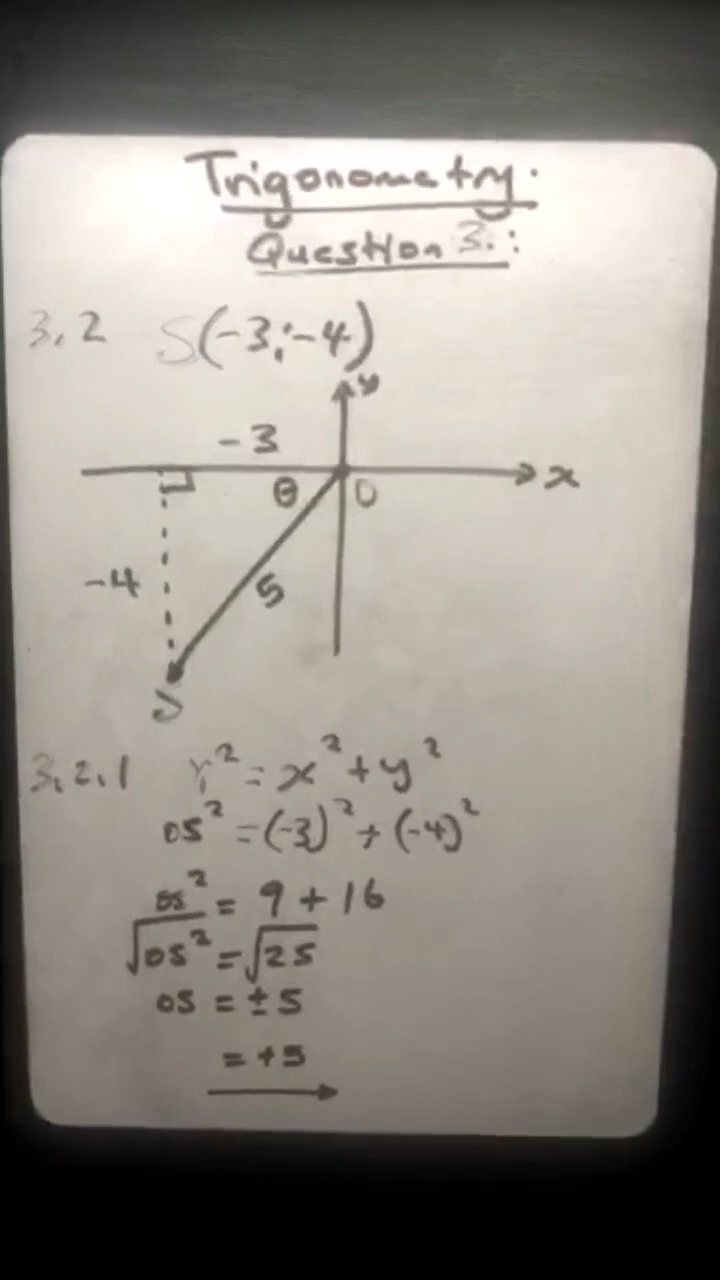 Trigonometry.
Question 3.:
3.2 S(-3;-4)
y
-3
θ O x
-4
5
S
3.2.1 r² = x² + y²
OS² = (-3)² + (-4)²
OS² = 9 + 16
√OS² = √25
OS = ± 5
= +5